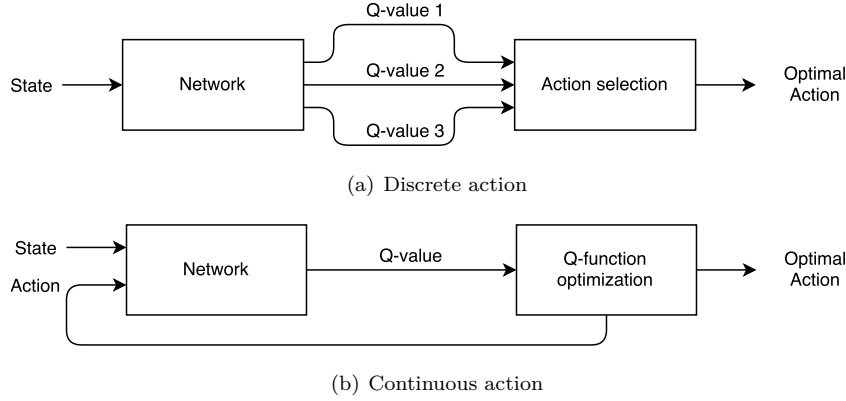 Q-value 1
State
Network
Q-value 2
Action selection
Optimal
Action
Q-value 3
(a) Discrete action
State
Action
Network
Q-value
Q-function
optimization
Optimal
Action
(b) Continuous action